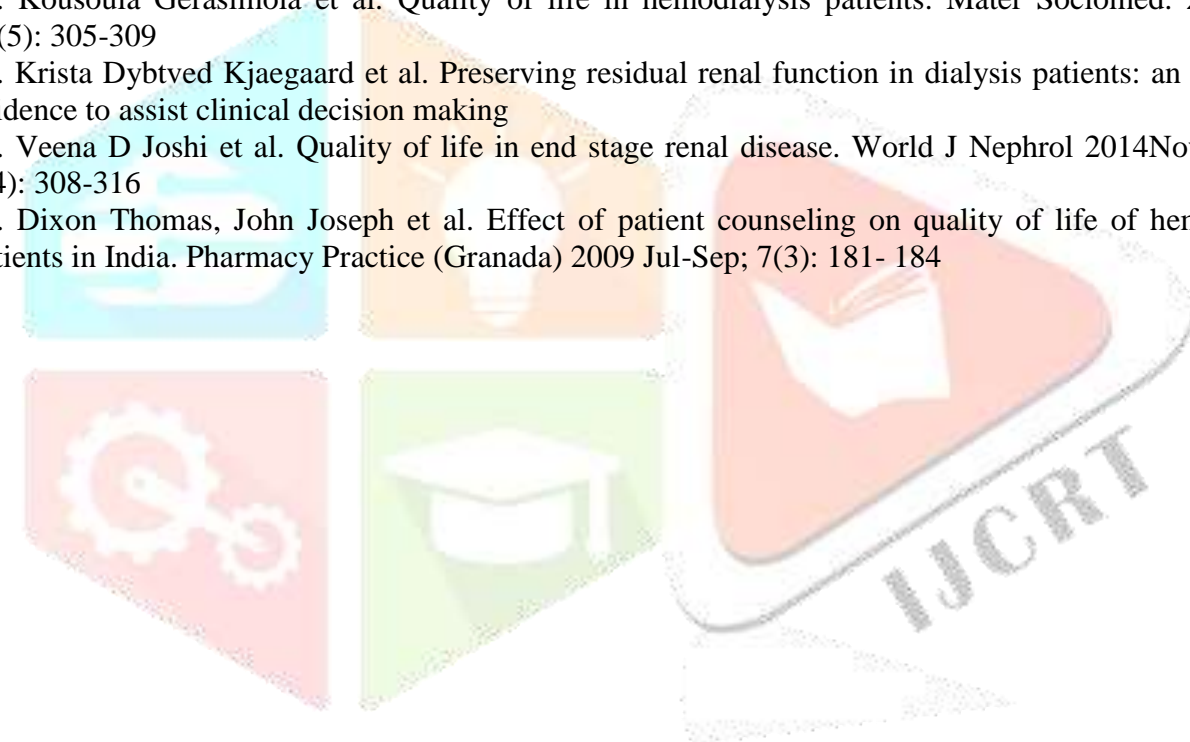 . Kousoula Gerasimola et al. Quality of life in hemodialysis patients. Mater Sociomed.
(5): 305-309
. Krista Dybtved Kjaegaard et al. Preserving residual renal function in dialysis patients: an
idence to assist clinical decision making
. Veena D Joshi et al. Quality of life in end stage renal disease. World J Nephrol 2014Nov
4): 308-316
. Dixon Thomas, John Joseph et al. Effect of patient counseling on quality of life of hem
tients in India. Pharmacy Practice (Granada) 2009 Jul-Sep; 7(3): 181- 184
IJCRT